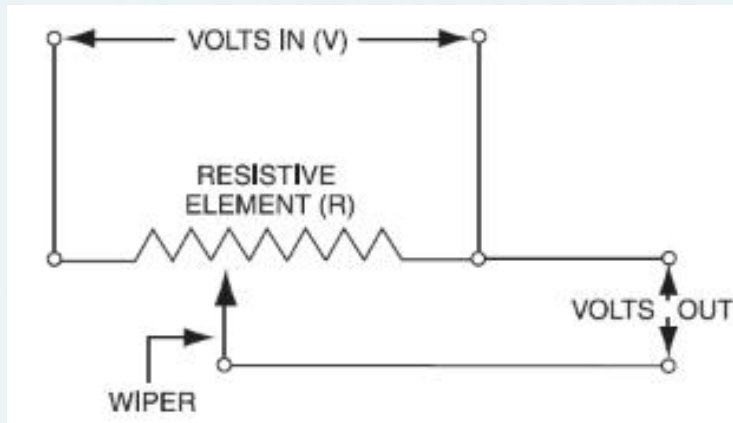 VOLTS IN (V)
RESISTIVE
ELEMENT (R)
VOLTS OUT
WIPER